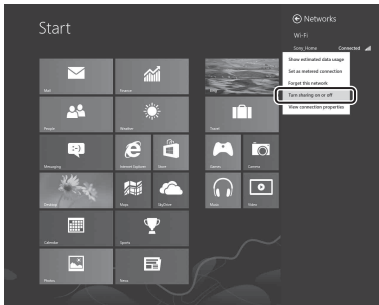 Start
Networks
Wi-Fi
Sony_Home Connected
Show estimated data usage
Set as metered connection
Forget this network
Turn sharing on or off
View connection properties
Mail
Finance
People
Weather
Travel
Messaging
Internet Explorer
Store
Games
Camera
Desktop
Maps
SkyDrive
Music
Video
Calendar
Sports
Photos
News